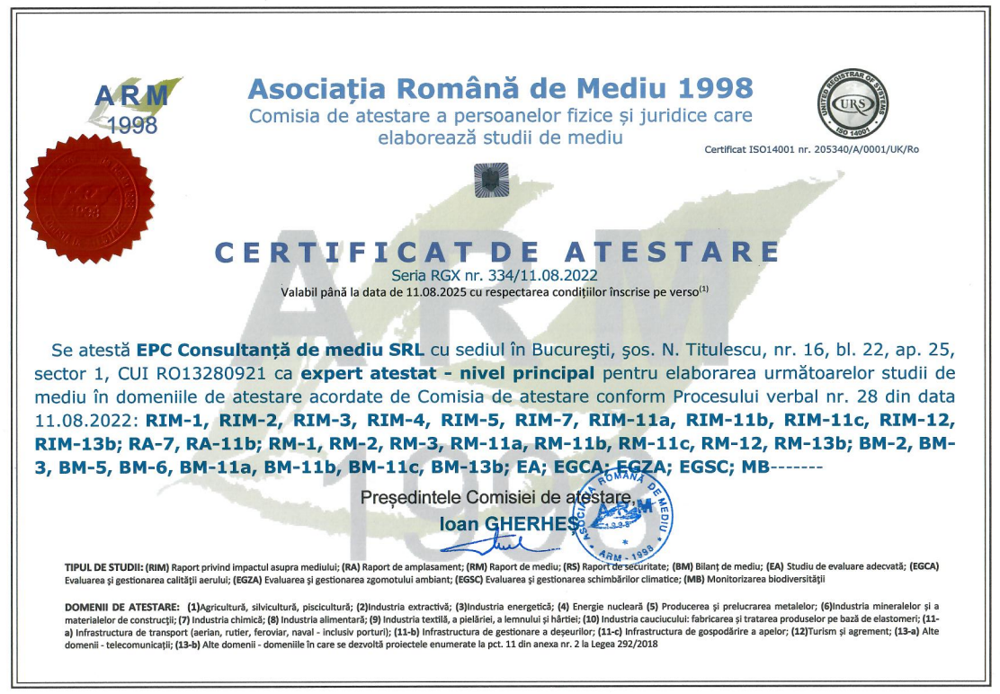 ARM
1998
Asociația Română de Mediu 1998
Comisia de atestare a persoanelor fizice și juridice care
elaborează studii de mediu
UNITED REGISTRAR OF SYSTEMS
URS
ISO 14001
Certificat ISO14001 nr. 205340/A/0001/UK/Ro
ARM
1998
CERTIFICAT DE ATESTARE
Seria RGX nr. 334/11.08.2022
Valabil până la data de 11.08.2025 cu respectarea condițiilor înscrise pe verso(1)
Se atestă EPC Consultanță de mediu SRL cu sediul în București, șos. N. Titulescu, nr. 16, bl. 22, ap. 25,
sector 1, CUI RO13280921 ca expert atestat - nivel principal pentru elaborarea următoarelor studii de
mediu în domeniile de atestare acordate de Comisia de atestare conform Procesului verbal nr. 28 din data
11.08.2022: RIM-1, RIM-2, RIM-3, RIM-4, RIM-5, RIM-7, RIM-11a, RIM-11b, RIM-11c, RIM-12,
RIM-13b; RA-7, RA-11b; RM-1, RM-2, RM-3, RM-11a, RM-11b, RM-11c, RM-12, RM-13b; BM-2, BM-
3, BM-5, BM-6, BM-11a, BM-11b, BM-11c, BM-13b; EA; EGCA; EGZA; EGSC; MB-------
Președintele Comisiei de atestare,
Ioan GHERHEȘ
ASOCIAȚIA ROMÂNĂ DE MEDIU
ARM
1998
* ARM - 1998 *
TIPUL DE STUDII: (RIM) Raport privind impactul asupra mediului; (RA) Raport de amplasament; (RM) Raport de mediu; (RS) Raport de securitate; (BM) Bilanț de mediu; (EA) Studiu de evaluare adecvată; (EGCA)
Evaluarea și gestionarea calității aerului; (EGZA) Evaluarea și gestionarea zgomotului ambiant; (EGSC) Evaluarea și gestionarea schimbărilor climatice; (MB) Monitorizarea biodiversității
DOMENII DE ATESTARE: (1)Agricultură, silvicultură, piscicultură; (2)Industria extractivă; (3)Industria energetică; (4) Energie nucleară (5) Producerea și prelucrarea metalelor; (6)Industria mineralelor și a
materialelor de construcții; (7) Industria chimică; (8) Industria alimentară; (9) Industria textilă, a pielăriei, a lemnului și hârtiei; (10) Industria cauciucului: fabricarea și tratarea produselor pe bază de elastomeri; (11-
a) Infrastructura de transport (aerian, rutier, feroviar, naval - inclusiv porturi); (11-b) Infrastructura de gestionare a deșeurilor; (11-c) Infrastructura de gospodărire a apelor; (12)Turism și agrement; (13-a) Alte
domenii - telecomunicații; (13-b) Alte domenii - domeniile în care se dezvoltă proiectele enumerate la pct. 11 din anexa nr. 2 la Legea 292/2018